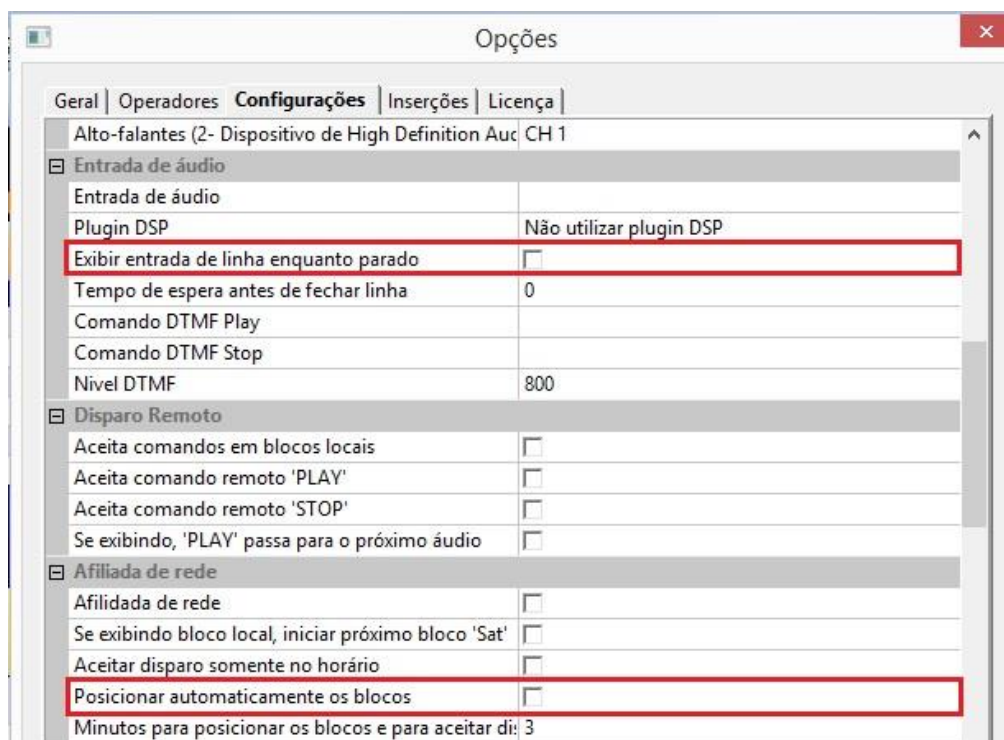 Opções
Geral Operadores Configurações Inserções Licença
Alto-falantes (2- Dispositivo de High Definition Auc CH 1
Entrada de áudio
Entrada de áudio
Plugin DSP Não utilizar plugin DSP
Exibir entrada de linha enquanto parado
Tempo de espera antes de fechar linha 0
Comando DTMF Play
Comando DTMF Stop
Nivel DTMF 800
Disparo Remoto
Aceita comandos em blocos locais
Aceita comando remoto 'PLAY'
Aceita comando remoto 'STOP'
Se exibindo, 'PLAY' passa para o próximo áudio
Afiliada de rede
Afilidada de rede
Se exibindo bloco local, iniciar próximo bloco 'Sat'
Aceitar disparo somente no horário
Posicionar automaticamente os blocos
Minutos para posicionar os blocos e para aceitar di: 3